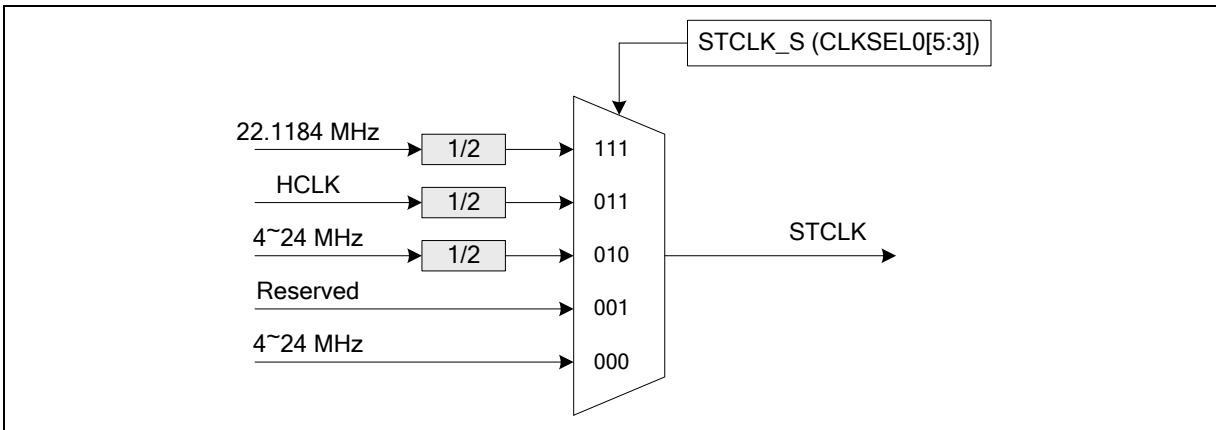 STCLK_S (CLKSEL0[5:3])
22.1184 MHz
1/2
111
HCLK
1/2
011
4~24 MHz
1/2
010
STCLK
Reserved
001
4~24 MHz
000